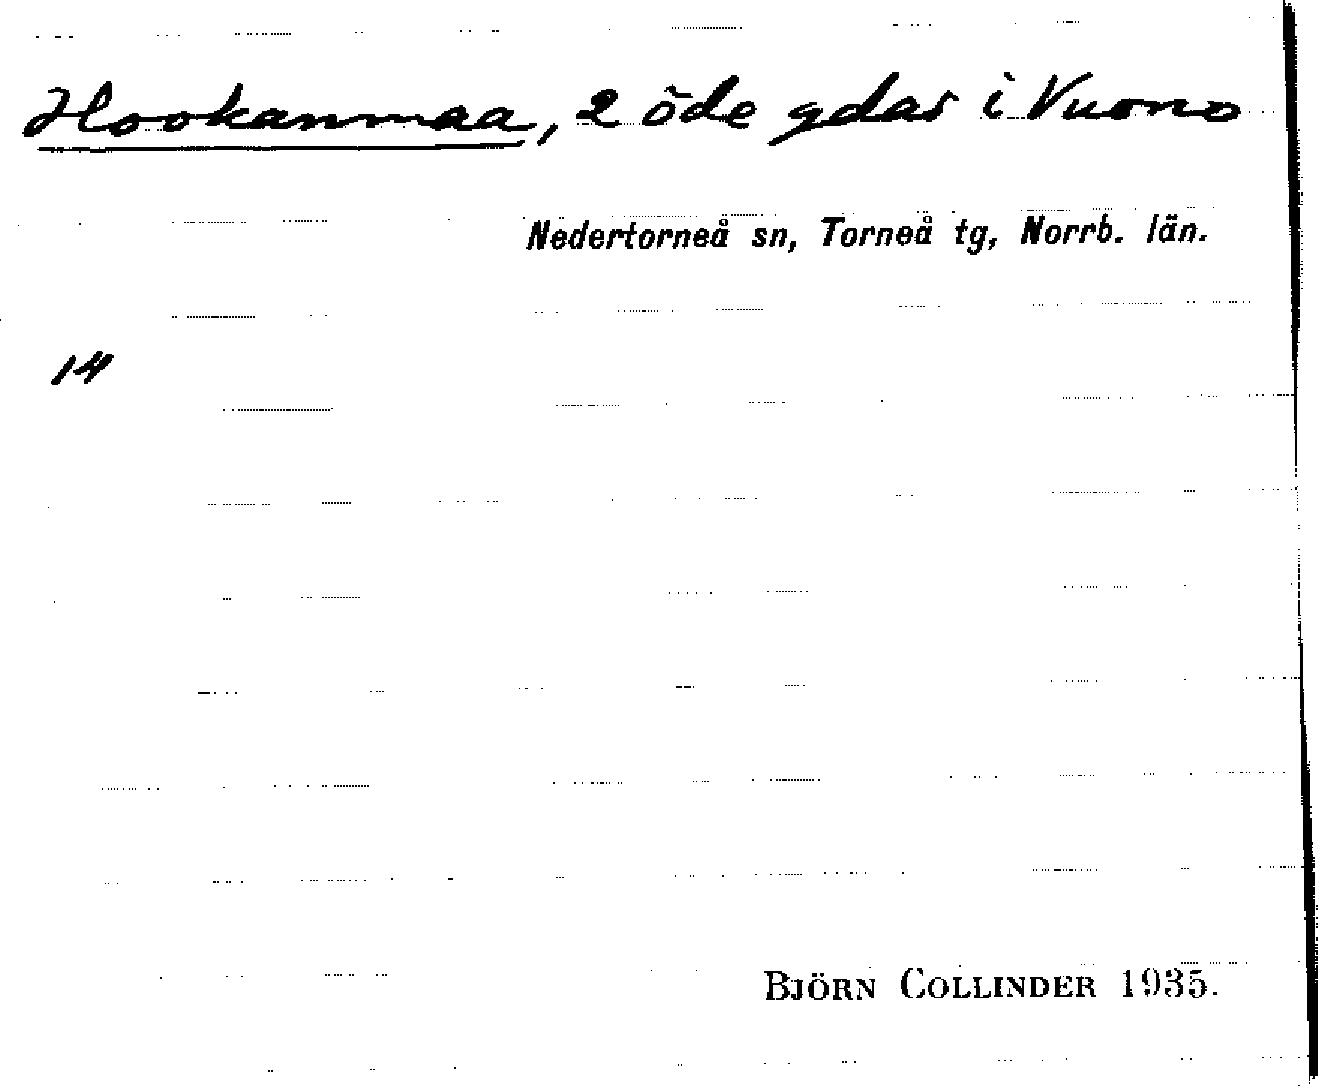 Hookanmaa, 2 öde gdar i Vuono
Nedertorneå sn, Torneå tg, Norrb. län.
14
BJÖRN COLLINDER 1935.